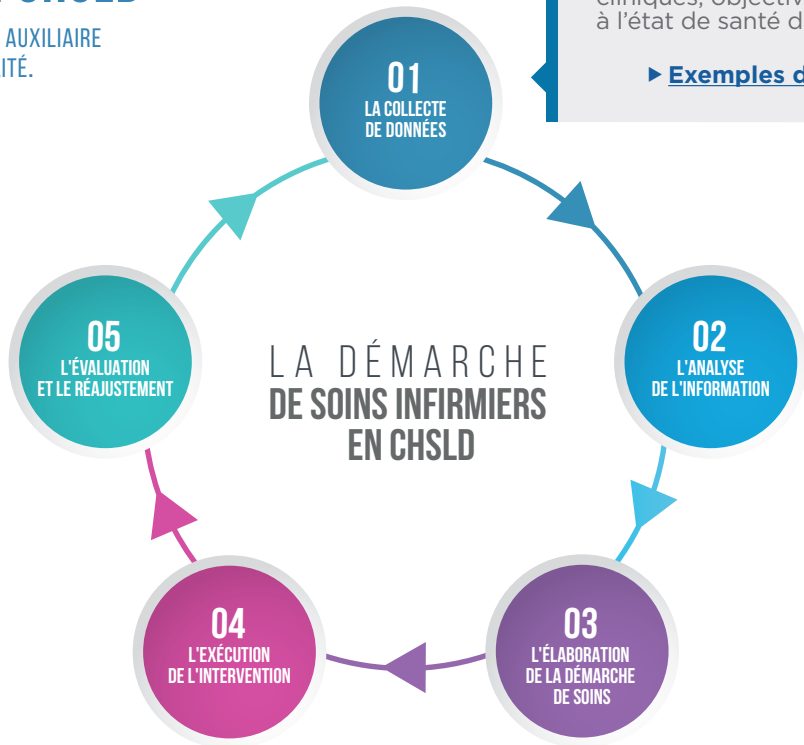 AUXILIAIRE
à l'état de santé d
▶ Exemples d
01
LA COLLECTE
DE DONNÉES
02
L'ANALYSE
DE L'INFORMATION
03
L'ÉLABORATION
DE LA DÉMARCHE
DE SOINS
04
L'EXÉCUTION
DE L'INTERVENTION
05
L'ÉVALUATION
ET LE RÉAJUSTEMENT
LA DÉMARCHE
DE SOINS INFIRMIERS
EN CHSLD